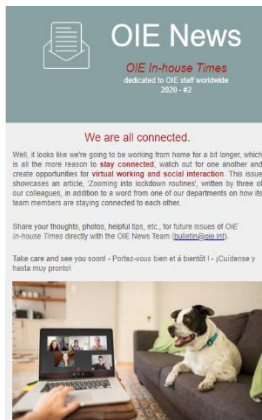 OIE News
OIE In-house Times
dedicated to OIE staff worldwide
2020 - #2
We are all connected.
Well, it looks like we're going to be working from home for a bit longer, which
is all the more reason to stay connected, watch out for one another and
create opportunities for virtual working and social interaction. This issue
showcases an article, 'Zooming into lockdown routines', written by three of
our colleagues, in addition to a word from one of our departments on how its
team members are staying connected to each other.
Share your thoughts, photos, helpful tips, etc., for future issues of OIE
In-house Times directly with the OIE News Team (bulletin@oie.int).
Take care and see you soon! - Portez-vous bien et à bientôt ! - ¡Cuídense y
hasta muy pronto!